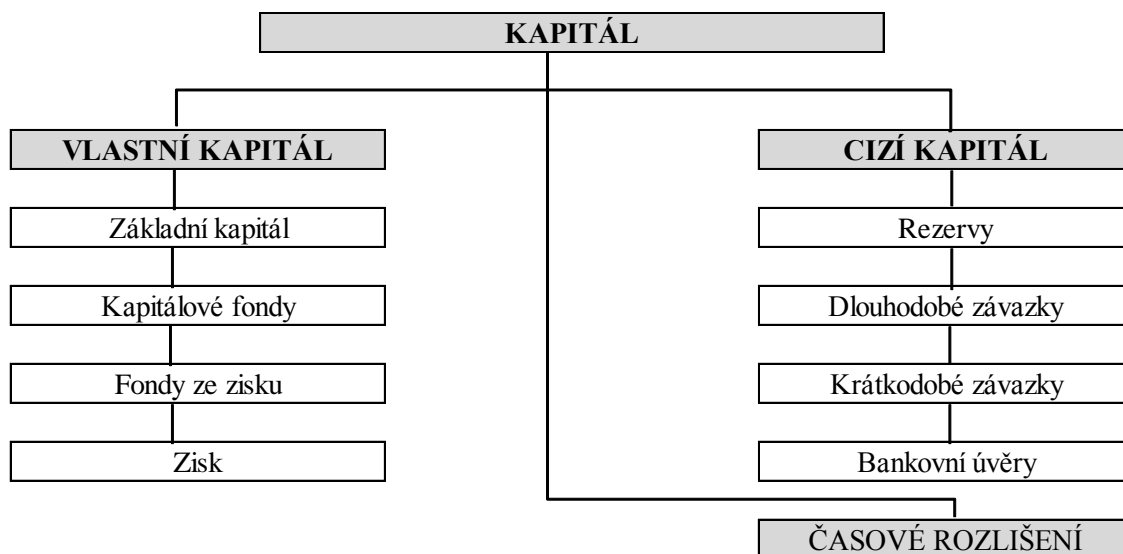 KAPITÁL
VLASTNÍ KAPITÁL
Základní kapitál
Kapitálové fondy
Fondy ze zisku
Zisk
CIZÍ KAPITÁL
Rezervy
Dlouhodobé závazky
Krátkodobé závazky
Bankovní úvěry
ČASOVÉ ROZLIŠENÍ